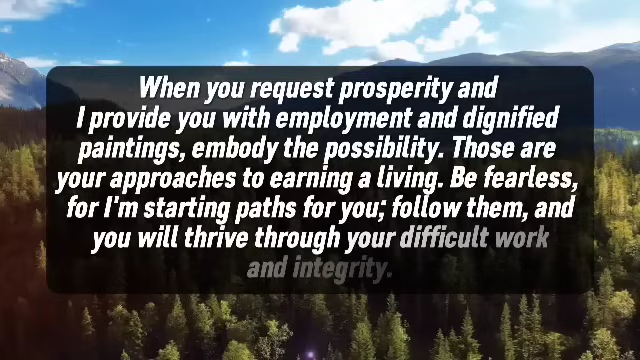 When you request prosperity and
I provide you with employment and dignified
paintings, embody the possibility. Those are
your approaches to earning a living. Be fearless,
for I'm starting paths for you; follow them, and
you will thrive through your difficult work
and integrity.